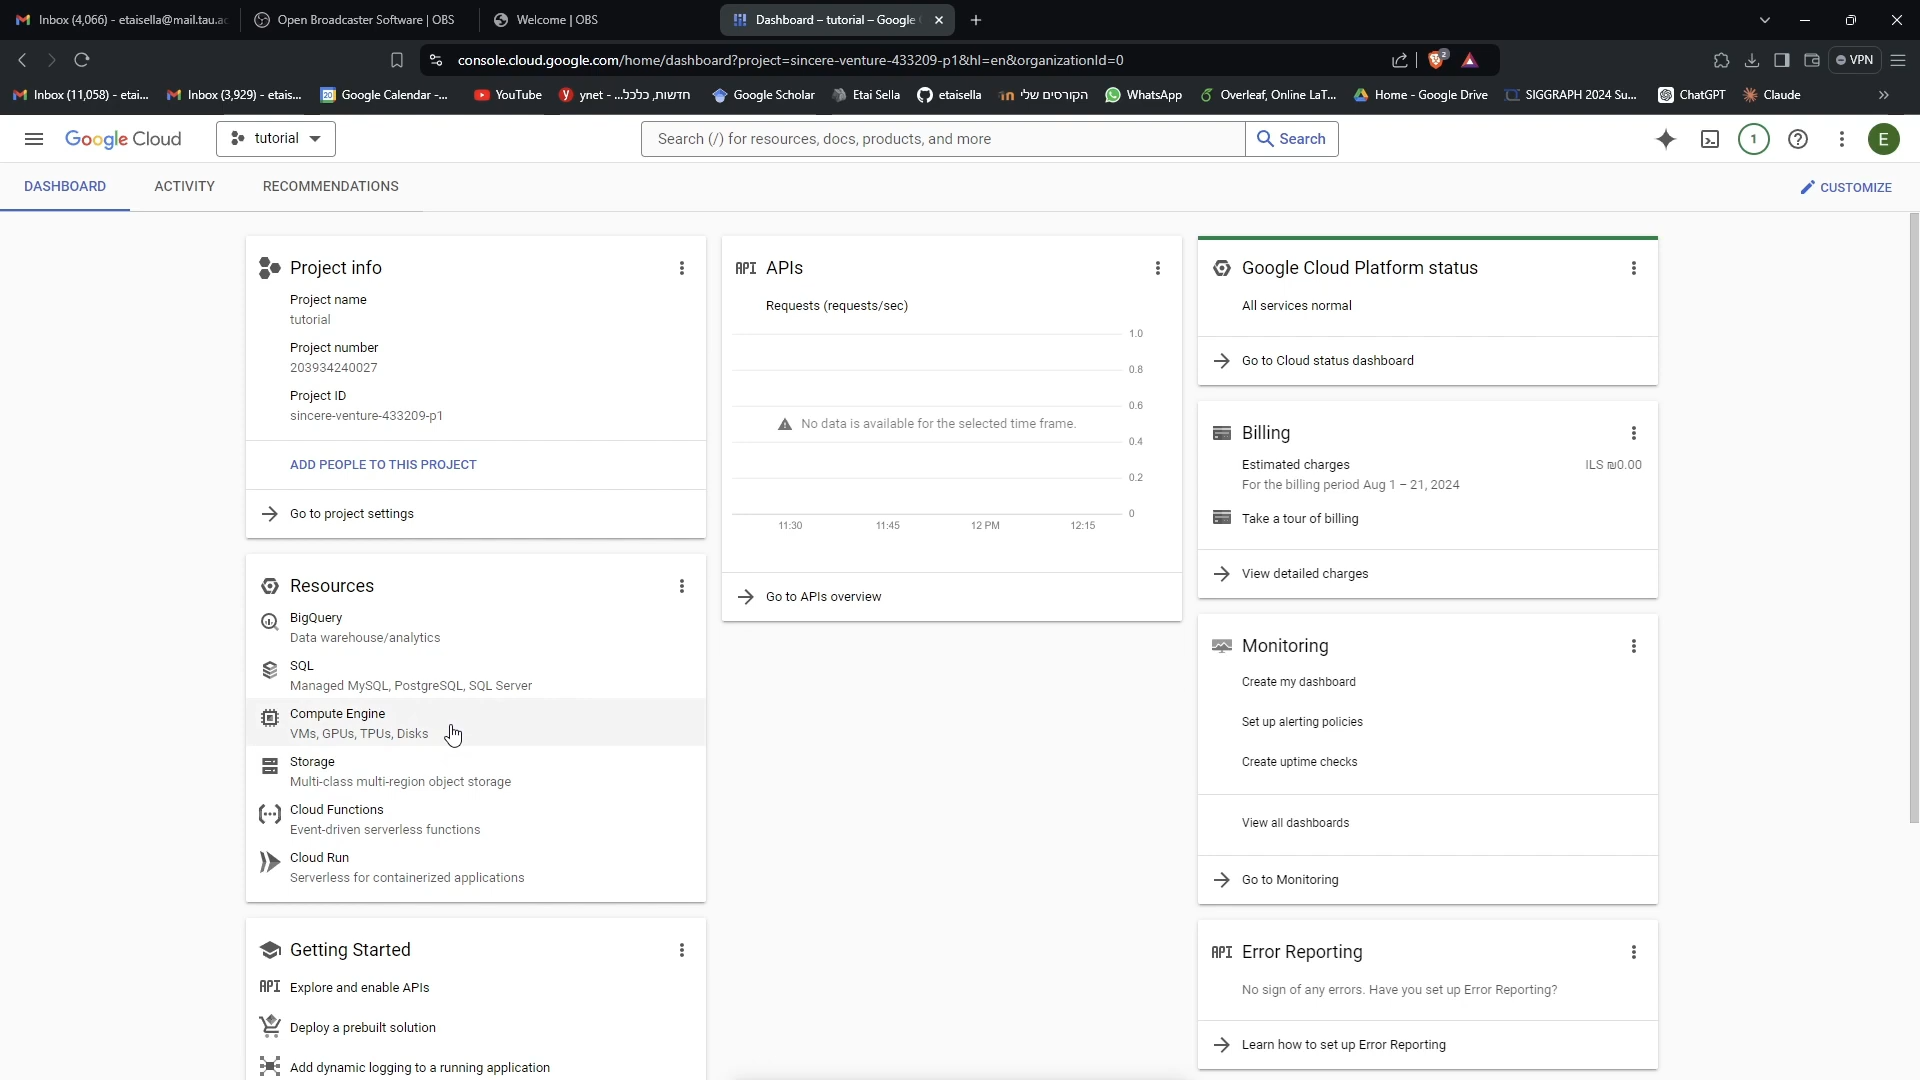 Inbox (4,066) - etaisella@mail.tau.ac
Open Broadcaster Software | OBS
Welcome | OBS
Dashboard – tutorial – Google
console.cloud.google.com/home/dashboard?project=sincere-venture-433209-p1&hl=en&organizationId=0
2
VPN
Inbox (11,058) - etai...
Inbox (3,929) - etais...
20
Google Calendar -...
YouTube
ynet - ...חדשות, כלכל
Google Scholar
Etai Sella
etaisella
הקורסים שלי
WhatsApp
Overleaf, Online LaT...
Home - Google Drive
SIGGRAPH 2024 Su...
ChatGPT
Claude
Google Cloud
tutorial
Search (/) for resources, docs, products, and more
Search
1
E
DASHBOARD
ACTIVITY
RECOMMENDATIONS
CUSTOMIZE
Project info
Project name
tutorial
Project number
203934240027
Project ID
sincere-venture-433209-p1
ADD PEOPLE TO THIS PROJECT
Go to project settings
Resources
BigQuery
Data warehouse/analytics
SQL
Managed MySQL, PostgreSQL, SQL Server
Compute Engine
VMs, GPUs, TPUs, Disks
Storage
Multi-class multi-region object storage
Cloud Functions
Event-driven serverless functions
Cloud Run
Serverless for containerized applications
Getting Started
API Explore and enable APIs
Deploy a prebuilt solution
Add dynamic logging to a running application
API APIs
Requests (requests/sec)
1.0
0.8
0.6
No data is available for the selected time frame.
0.4
0.2
0
11:30 11:45 12 PM 12:15
Go to APIs overview
Google Cloud Platform status
All services normal
Go to Cloud status dashboard
Billing
Estimated charges ILS ₪0.00
For the billing period Aug 1 – 21, 2024
Take a tour of billing
View detailed charges
Monitoring
Create my dashboard
Set up alerting policies
Create uptime checks
View all dashboards
Go to Monitoring
API Error Reporting
No sign of any errors. Have you set up Error Reporting?
Learn how to set up Error Reporting